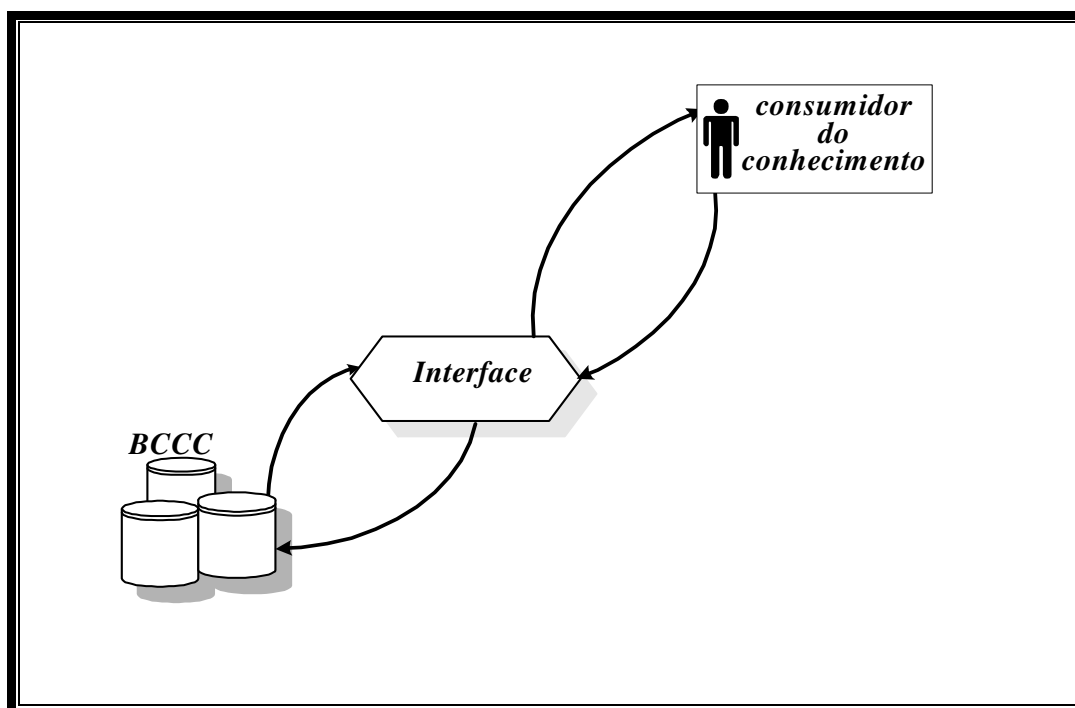 consumidor
do
conhecimento
Interface
BCCC